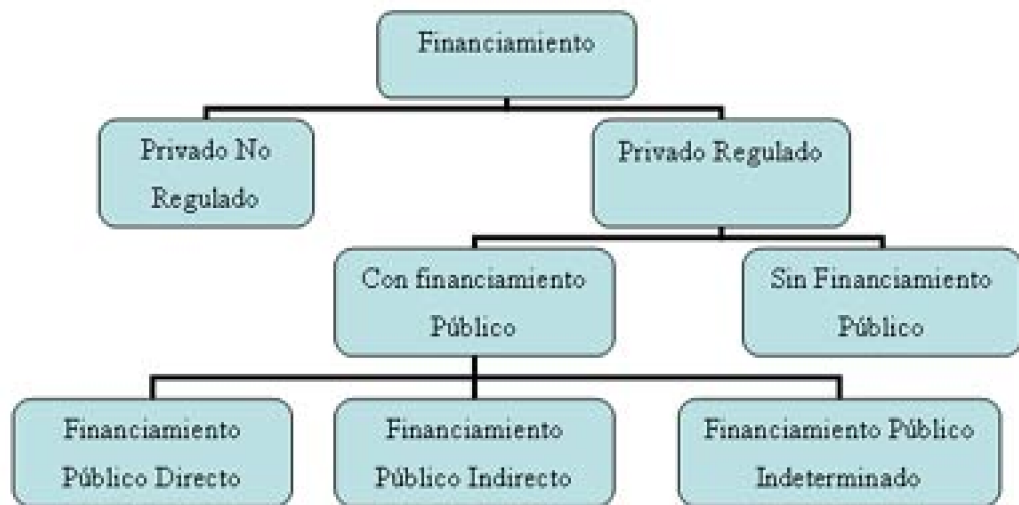 Financiamiento
Privado No
Regulado
Privado Regulado
Con financiamiento
Público
Sin Financiamiento
Público
Financiamiento
Público Directo
Financiamiento
Público Indirecto
Financiamiento Público
Indeterminado